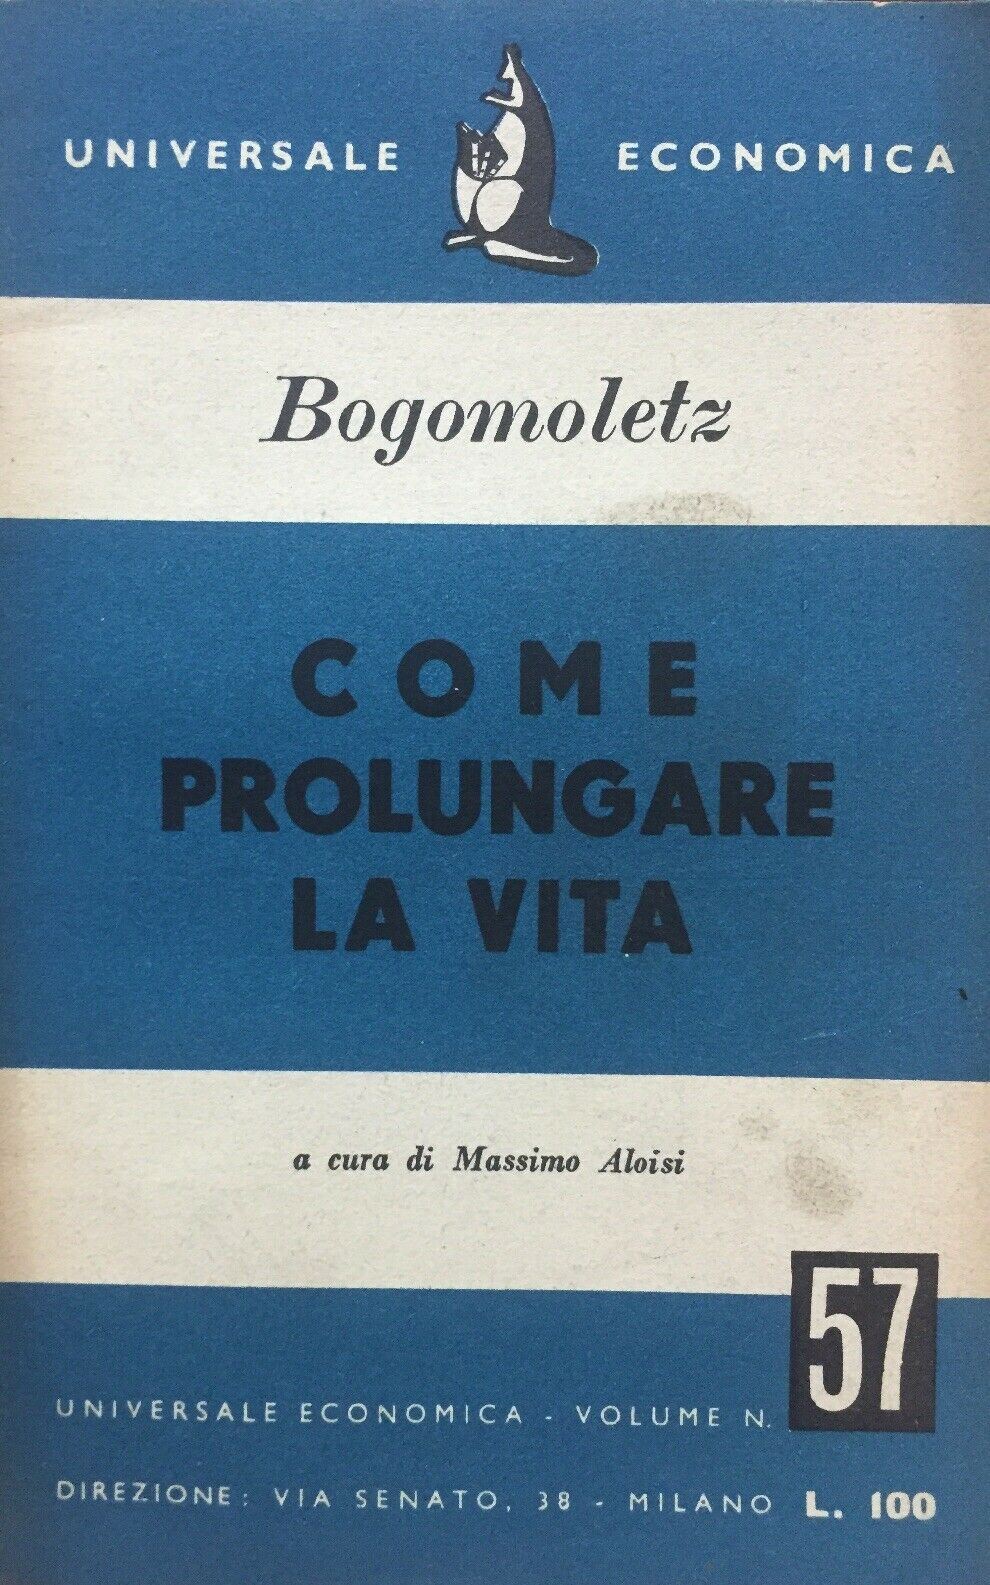 UNIVERSALE ECONOMICA
Bogomoletz
COME
PROLUNGARE
LA VITA
a cura di Massimo Aloisi
57
UNIVERSALE ECONOMICA - VOLUME N.
DIREZIONE: VIA SENATO, 38 - MILANO L. 100